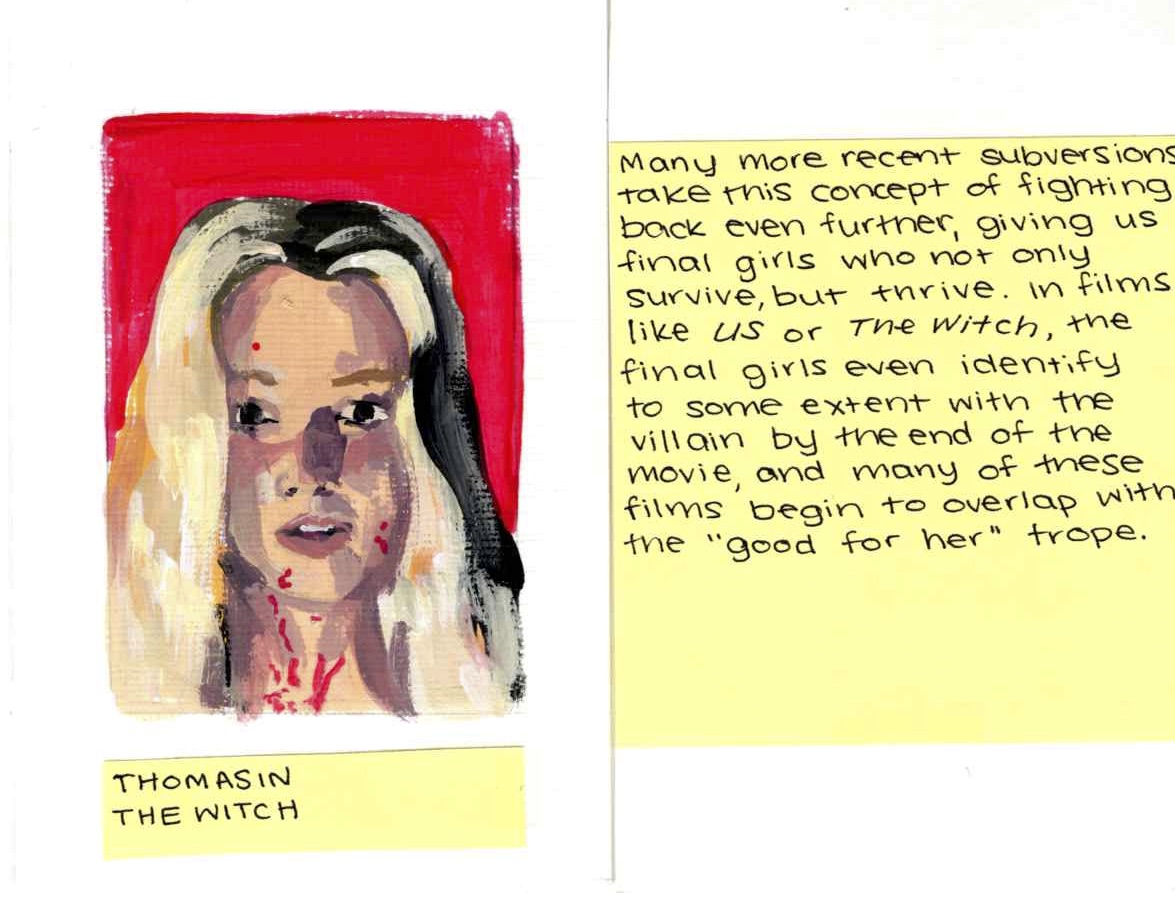 THOMASIN
THE WITCH
Many more recent subversions
take this concept of fighting
back even further, giving us
final girls who not only
survive, but thrive. In films
like US or The Witch, the
final girls even identify
to some extent with the
villain by the end of the
movie, and many of these
films begin to overlap with
the "good for her" trope.